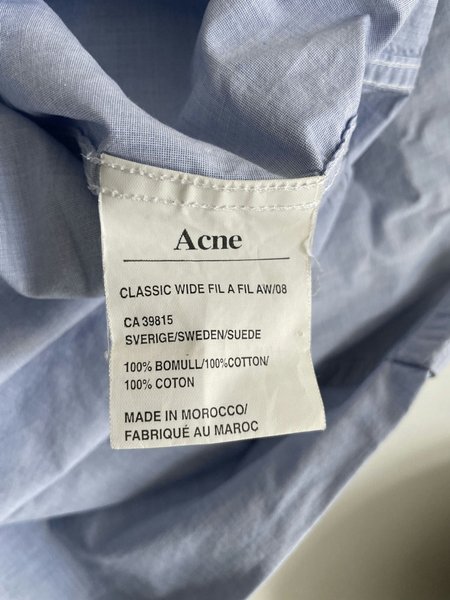 Acne
CLASSIC WIDE FIL A FIL AW/08
CA 39815
SVERIGE/SWEDEN/SUEDE
100% BOMULL/100%COTTON/
100% COTON
MADE IN MOROCCO/
FABRIQUÉ AU MAROC